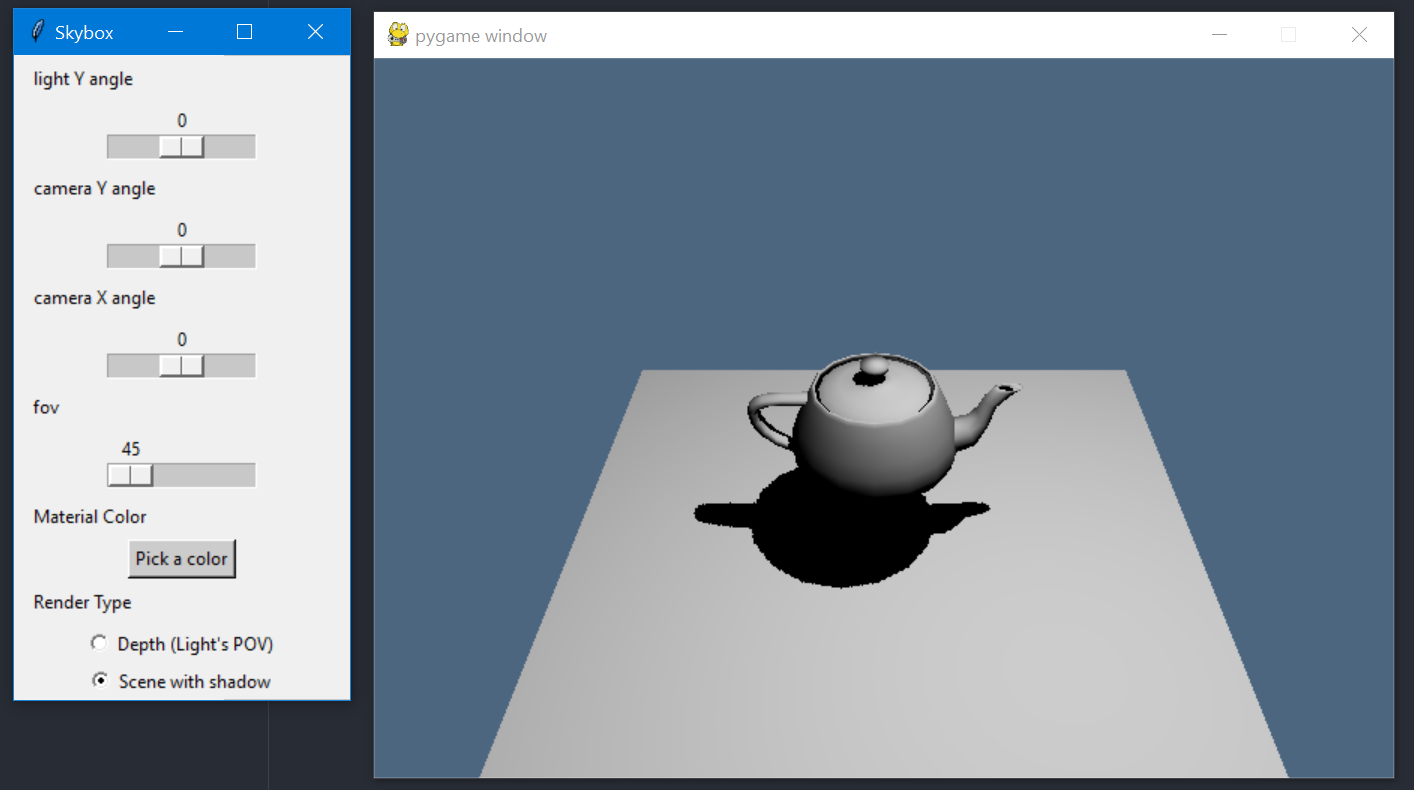 Skybox
light Y angle
0
camera Y angle
0
camera X angle
0
fov
45
Material Color
Pick a color
Render Type
Depth (Light's POV)
Scene with shadow
pygame window